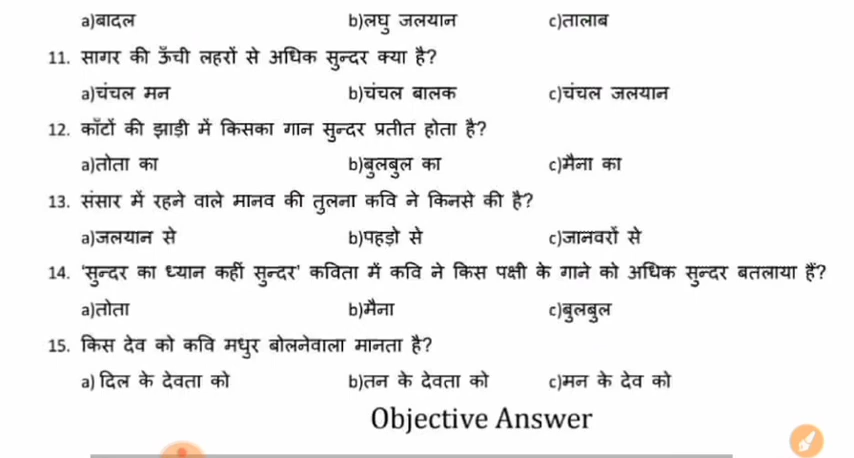 a)बादल b)लघु जलयान c)तालाब
11. सागर की ऊँची लहरों से अधिक सुन्दर क्या है?
a)चंचल मन b)चंचल बालक c)चंचल जलयान
12. काँटों की झाड़ी में किसका गान सुन्दर प्रतीत होता है?
a)तोता का b)बुलबुल का c)मैना का
13. संसार में रहने वाले मानव की तुलना कवि ने किनसे की है?
a)जलयान से b)पहड़ो से c)जानवरों से
14. 'सुन्दर का ध्यान कहीं सुन्दर' कविता में कवि ने किस पक्षी के गाने को अधिक सुन्दर बतलाया हैं?
a)तोता b)मैना c)बुलबुल
15. किस देव को कवि मधुर बोलनेवाला मानता है?
a) दिल के देवता को b)तन के देवता को c)मन के देव को
Objective Answer